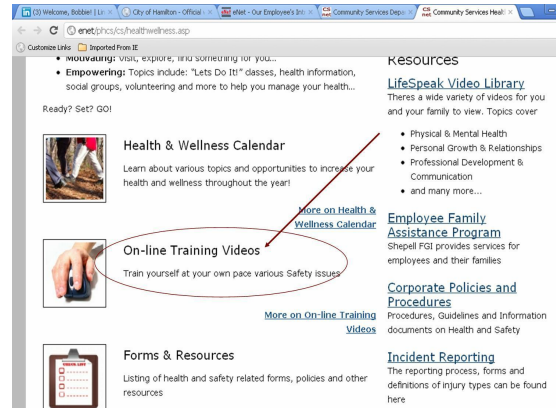 (3) Welcome, Bobbie! | Lin
City of Hamilton - Official
eNet - Our Employee's Inte
Community Services Depa
Community Services Healt
enet/phcs/cs/healthwellness.asp
Customize Links Imported From IE
Motivating: Visit, explore, find something for you...
• Empowering: Topics include: "Lets Do It!" classes, health information,
social groups, volunteering and more to help you manage your health...
Ready? Set? GO!
Health & Wellness Calendar
Learn about various topics and opportunities to increase your
health and wellness throughout the year!
More on Health &
Wellness Calendar
On-line Training Videos
Train yourself at your own pace various Safety issues
More on On-line Training
Videos
CHECK LIST
Forms & Resources
Listing of health and safety related forms, policies and other
resources
Resources
LifeSpeak Video Library
Theres a wide variety of videos for you
and your family to view. Topics cover
• Physical & Mental Health
• Personal Growth & Relationships
• Professional Development &
Communication
• and many more...
Employee Family
Assistance Program
Shepell FGI provides services for
employees and their families
Corporate Policies and
Procedures
Procedures, Guidelines and Information
documents on Health and Safety
Incident Reporting
The reporting process, forms and
definitions of injury types can be found
here